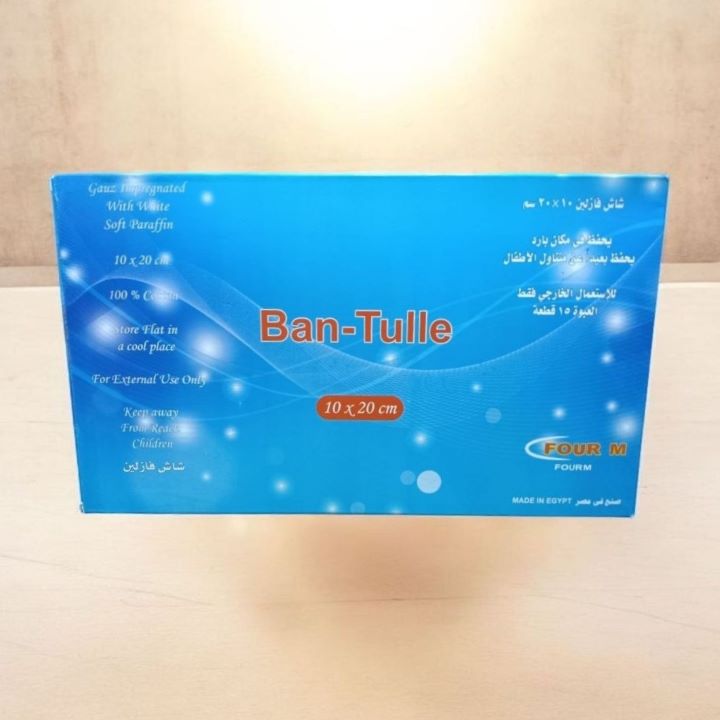 Gauz Impregnated
With White
Soft Paraffin
10 x 20 cm
100 % Cotton
Store Flat in
a cool place
For External Use Only
Keep away
From Reach
Children
شاش فازلين
Ban-Tulle
10 x 20 cm
شاش فازلين ١٠×٢٠ سم
يحفظ فى مكان بارد
يحفظ بعيد عن متناول الأطفال
للاستعمال الخارجي فقط
العبوة ١٥ قطعة
FOUR M
FOURM
MADE IN EGYPT صنع فى مصر